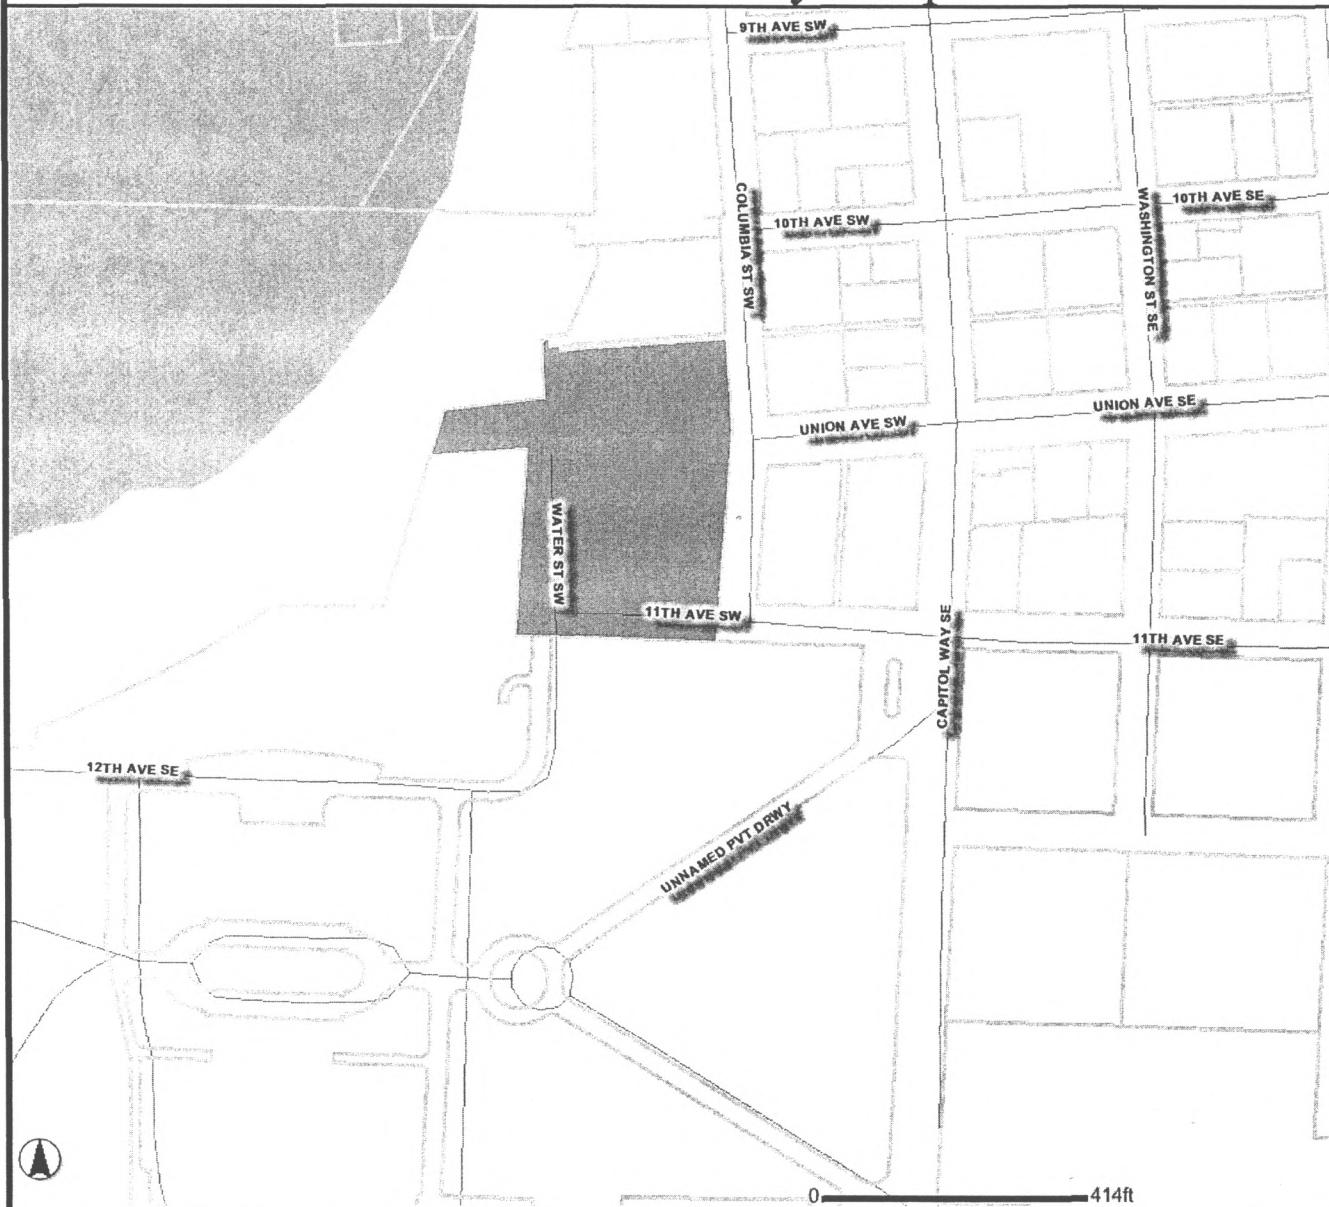 9TH AVE SW
COLUMBIA ST SW
10TH AVE SW
WASHINGTON ST SE
10TH AVE SE
UNION AVE SW
UNION AVE SE
WATER ST SW
11TH AVE SW
CAPITOL WAY SE
11TH AVE SE
12TH AVE SE
UNNAMED PVT DRWY
0 414ft